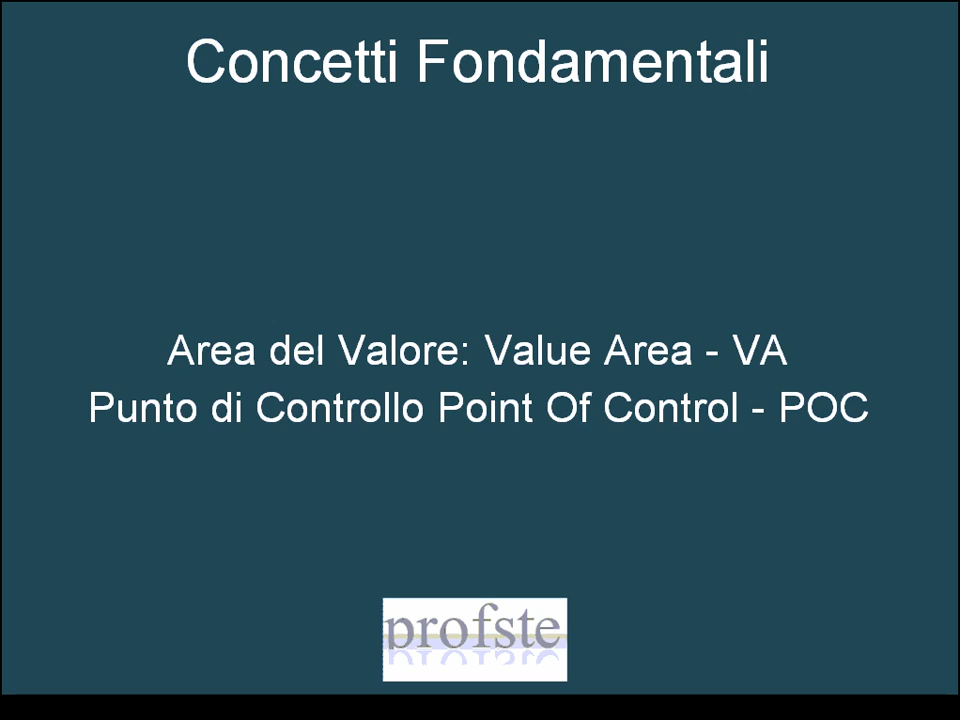 Concetti Fondamentali
Area del Valore: Value Area - VA
Punto di Controllo Point Of Control - POC
profste